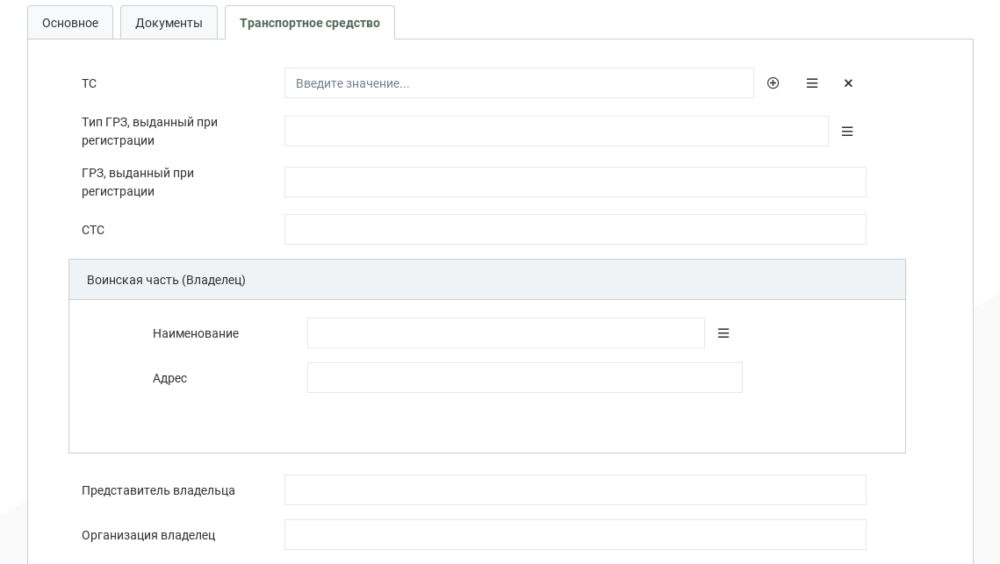 Основное Документы Транспортное средство
ТС Введите значение...
Тип ГРЗ, выданный при
регистрации
ГРЗ, выданный при
регистрации
СТС
Воинская часть (Владелец)
Наименование
Адрес
Представитель владельца
Организация владелец